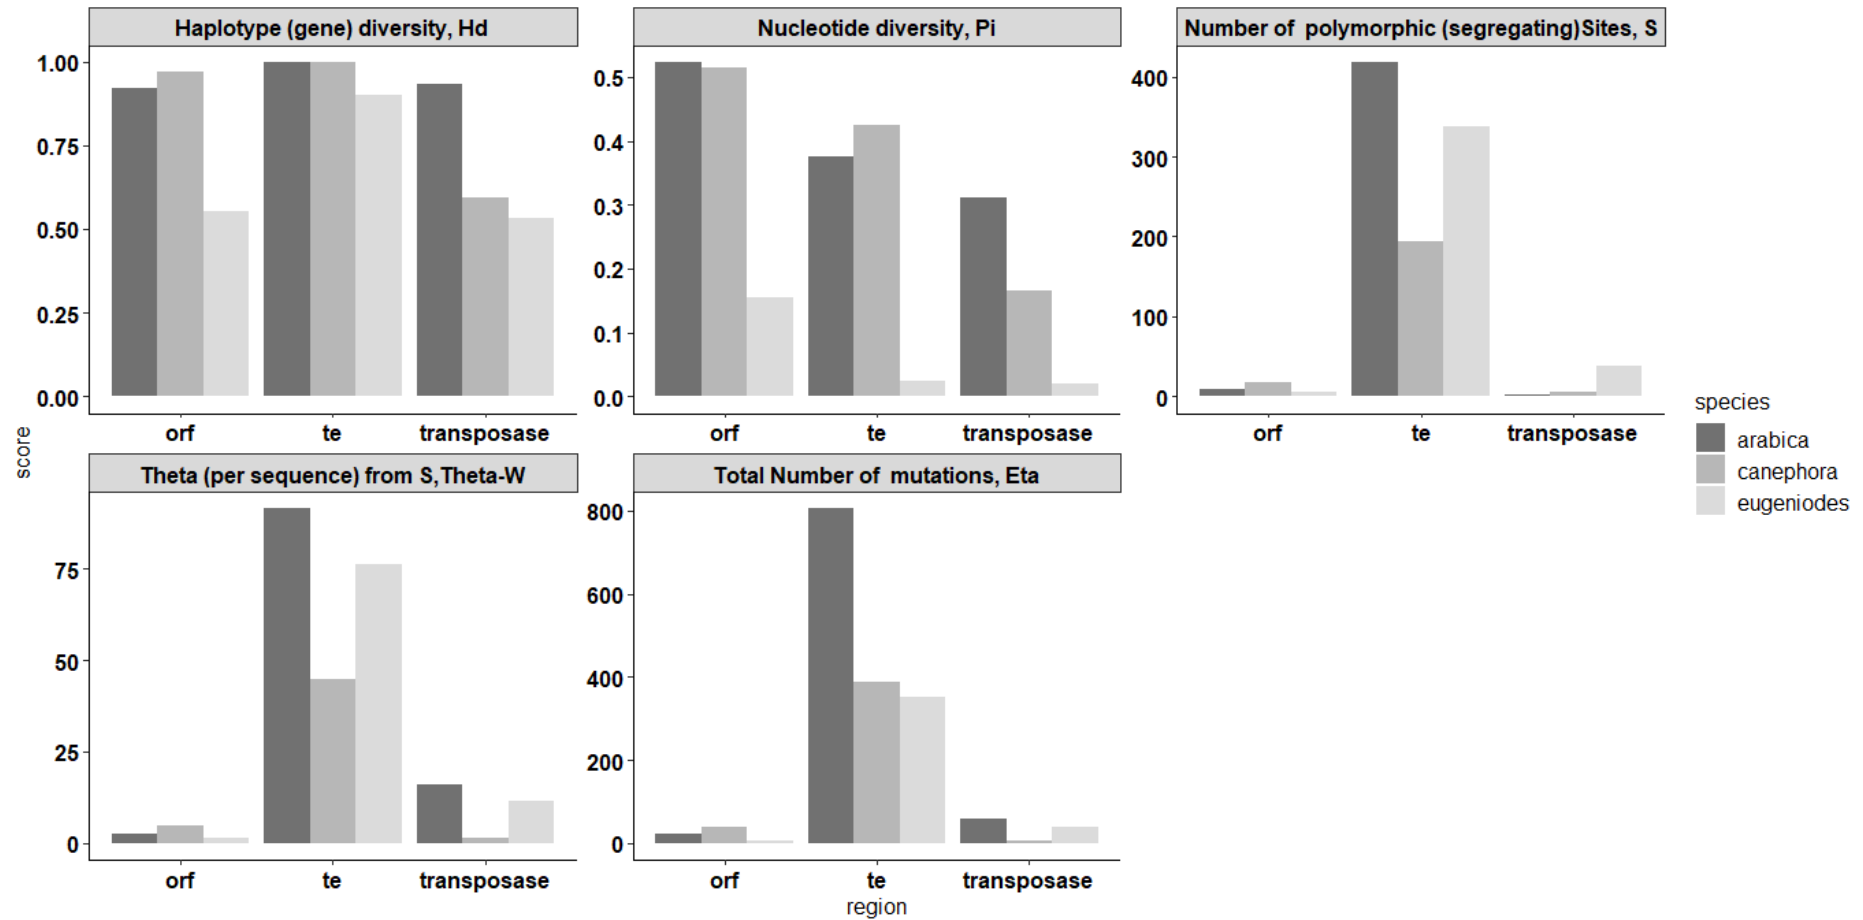 Haplotype (gene) diversity, Hd
Nucleotide diversity, Pi
Number of polymorphic (segregating)Sites, S
1.00
0.75
0.50
0.25
0.00
0.5
0.4
0.3
0.2
0.1
0.0
400
300
200
100
0
orf te transposase
orf te transposase
orf te transposase
score
Theta (per sequence) from S,Theta-W
Total Number of mutations, Eta
75
50
25
0
800
600
400
200
0
orf te transposase
orf te transposase
region
species
arabica
canephora
eugeniodes